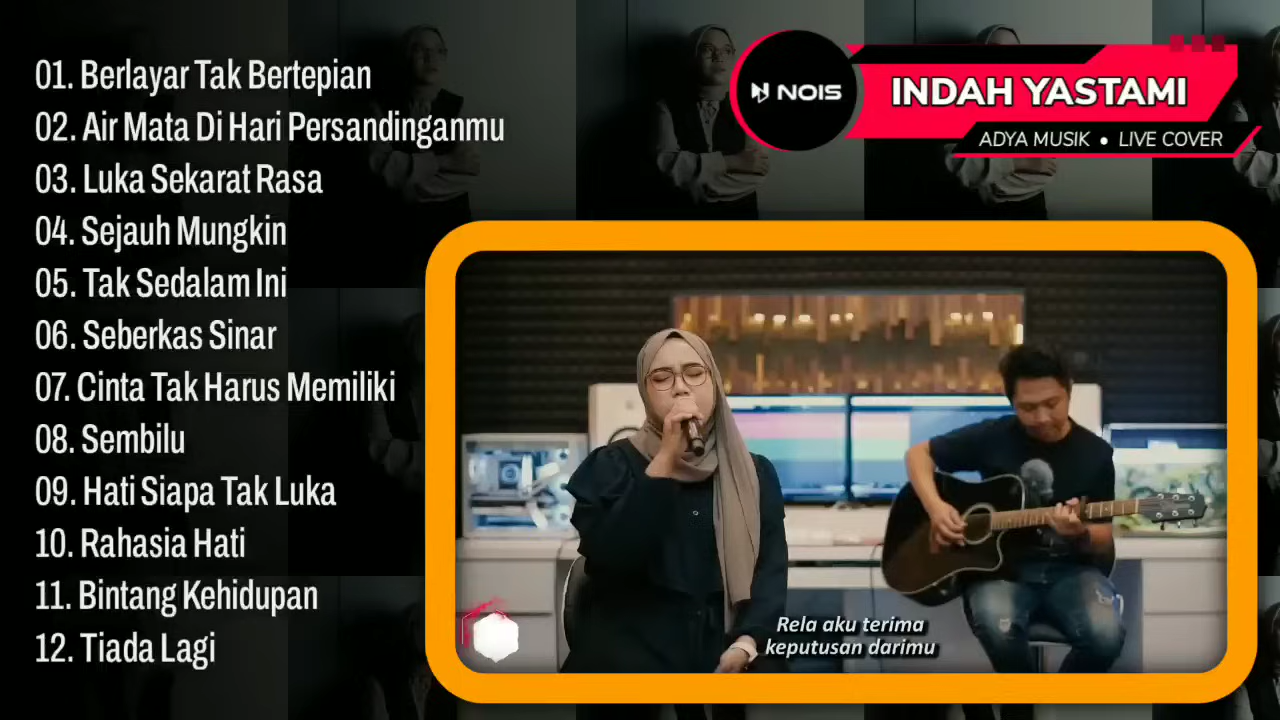 01. Berlayar Tak Bertepian
02. Air Mata Di Hari Persandinganmu
03. Luka Sekarat Rasa
04. Sejauh Mungkin
05. Tak Sedalam Ini
06. Seberkas Sinar
07. Cinta Tak Harus Memiliki
08. Sembilu
09. Hati Siapa Tak Luka
10. Rahasia Hati
11. Bintang Kehidupan
12. Tiada Lagi
NOIS
INDAH YASTAMI
ADYA MUSIK • LIVE COVER
Rela aku terima
keputusan darimu